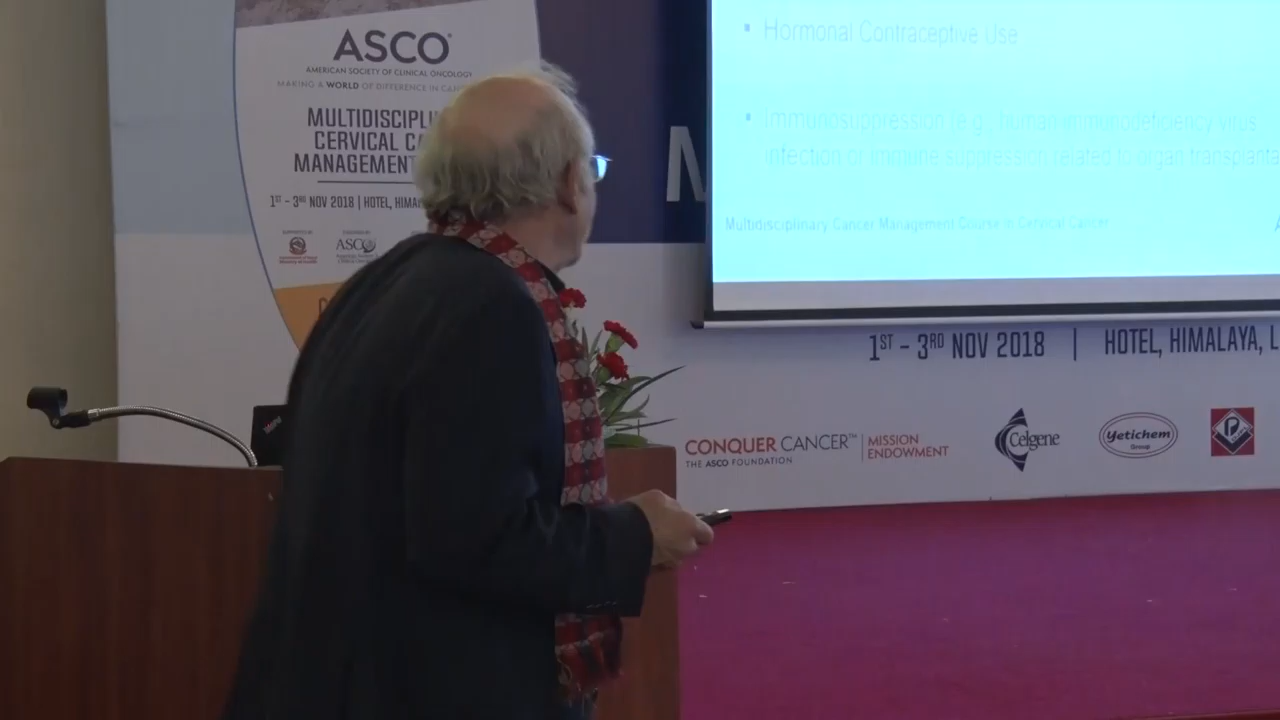 ASCO
AMERICAN SOCIETY OF CLINICAL ONCOLOGY
MAKING A WORLD OF DIFFERENCE IN
MULTIDISCIPLI
CERVICAL CA
MANAGEMENT
1ST – 3RD NOV 2018 | HOTEL, HIMA
ASCO
M
▪ Hormonal Contraceptive Use
▪ Immunosuppression (e.g., human immunodeficiency virus
infection or immune suppression related to organ transplanta
Multidisciplinary Cancer Management Course in Cervical Cancer
1ST – 3RD NOV 2018 | HOTEL, HIMALAYA, L
CONQUER CANCER™ | MISSION ENDOWMENT
THE ASCO FOUNDATION
Celgene
Yetichem
Group
P